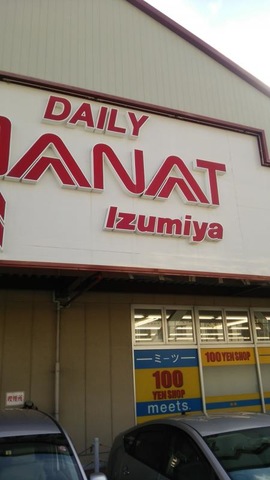 DAILY
ANAT
Izumiya
ミーツ
100 YEN SHOP
100
YEN SHOP
meets.